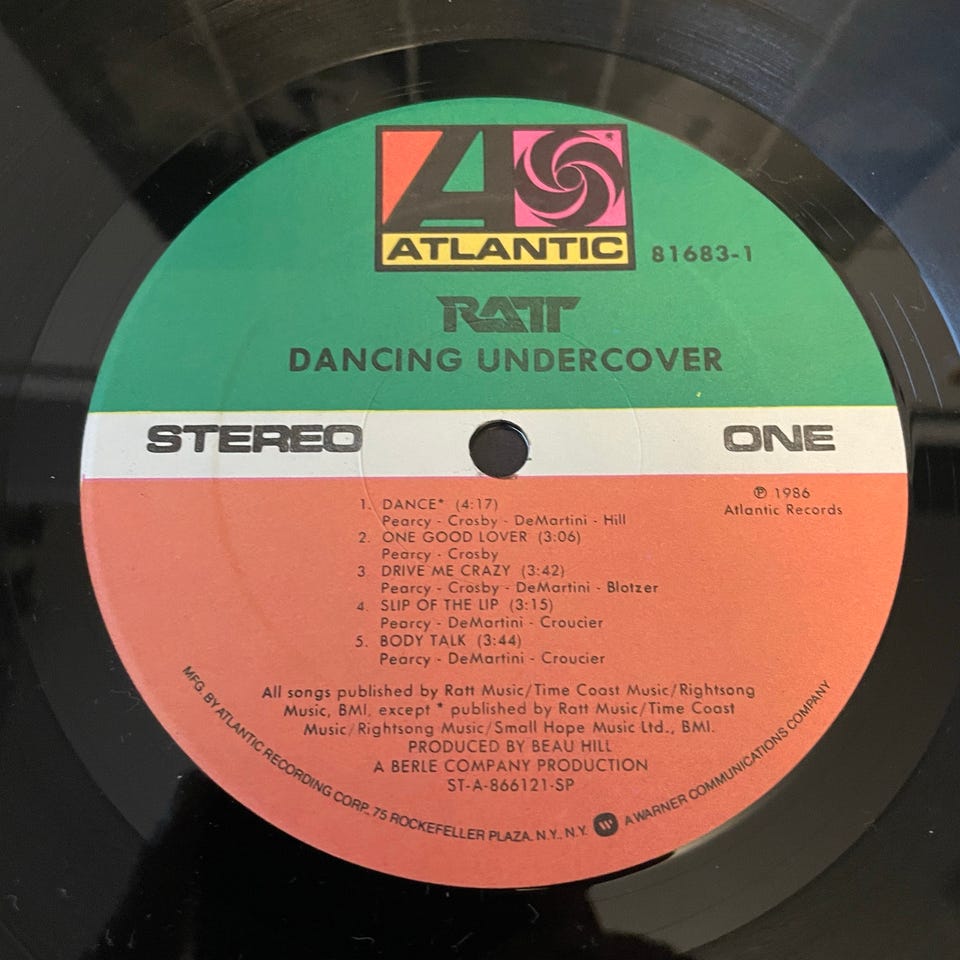 ATLANTIC
81683-1
RATT
DANCING UNDERCOVER
STEREO
ONE
℗ 1986
Atlantic Records
1. DANCE* (4:17)
Pearcy - Crosby - DeMartini - Hill
2. ONE GOOD LOVER (3:06)
Pearcy - Crosby
3 DRIVE ME CRAZY (3:42)
Pearcy - Crosby - DeMartini - Blotzer
4. SLIP OF THE LIP (3:15)
Pearcy - DeMartini - Croucier
5. BODY TALK (3:44)
Pearcy - DeMartini - Croucier
All songs published by Ratt Music/Time Coast Music/Rightsong
Music, BMI, except * published by Ratt Music/Time Coast
Music/Rightsong Music/Small Hope Music Ltd., BMI.
PRODUCED BY BEAU HILL
A BERLE COMPANY PRODUCTION
ST-A-866121-SP
MFG. BY ATLANTIC RECORDING CORP. 75 ROCKEFELLER PLAZA. N.Y. N.Y. W A WARNER COMMUNICATIONS COMPANY